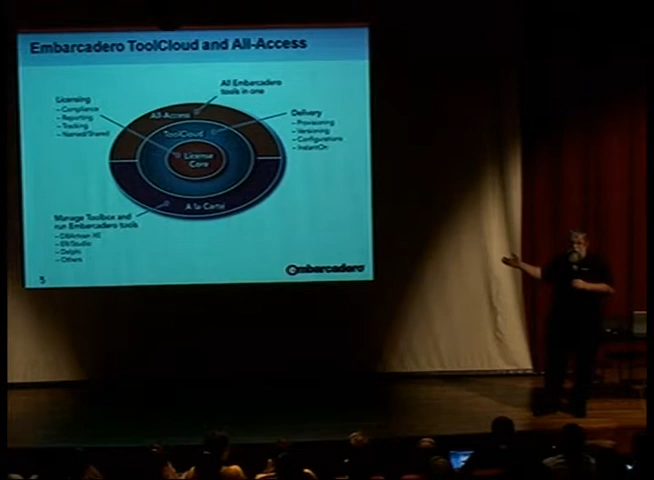 Embarcadero ToolCloud and All-Access
All Embarcadero
tools in one
Licensing
– Compliance
– Reporting
– Tracking
– Named/Shared
Delivery
– Provisioning
– Versioning
– Configurations
– InstantOn
All-Access
ToolCloud
License
Core
A la Carte
Manage Toolbox and
run Embarcadero tools
– DBArtisan XE
– ER/Studio
– Delphi
– Others
5
embarcadero